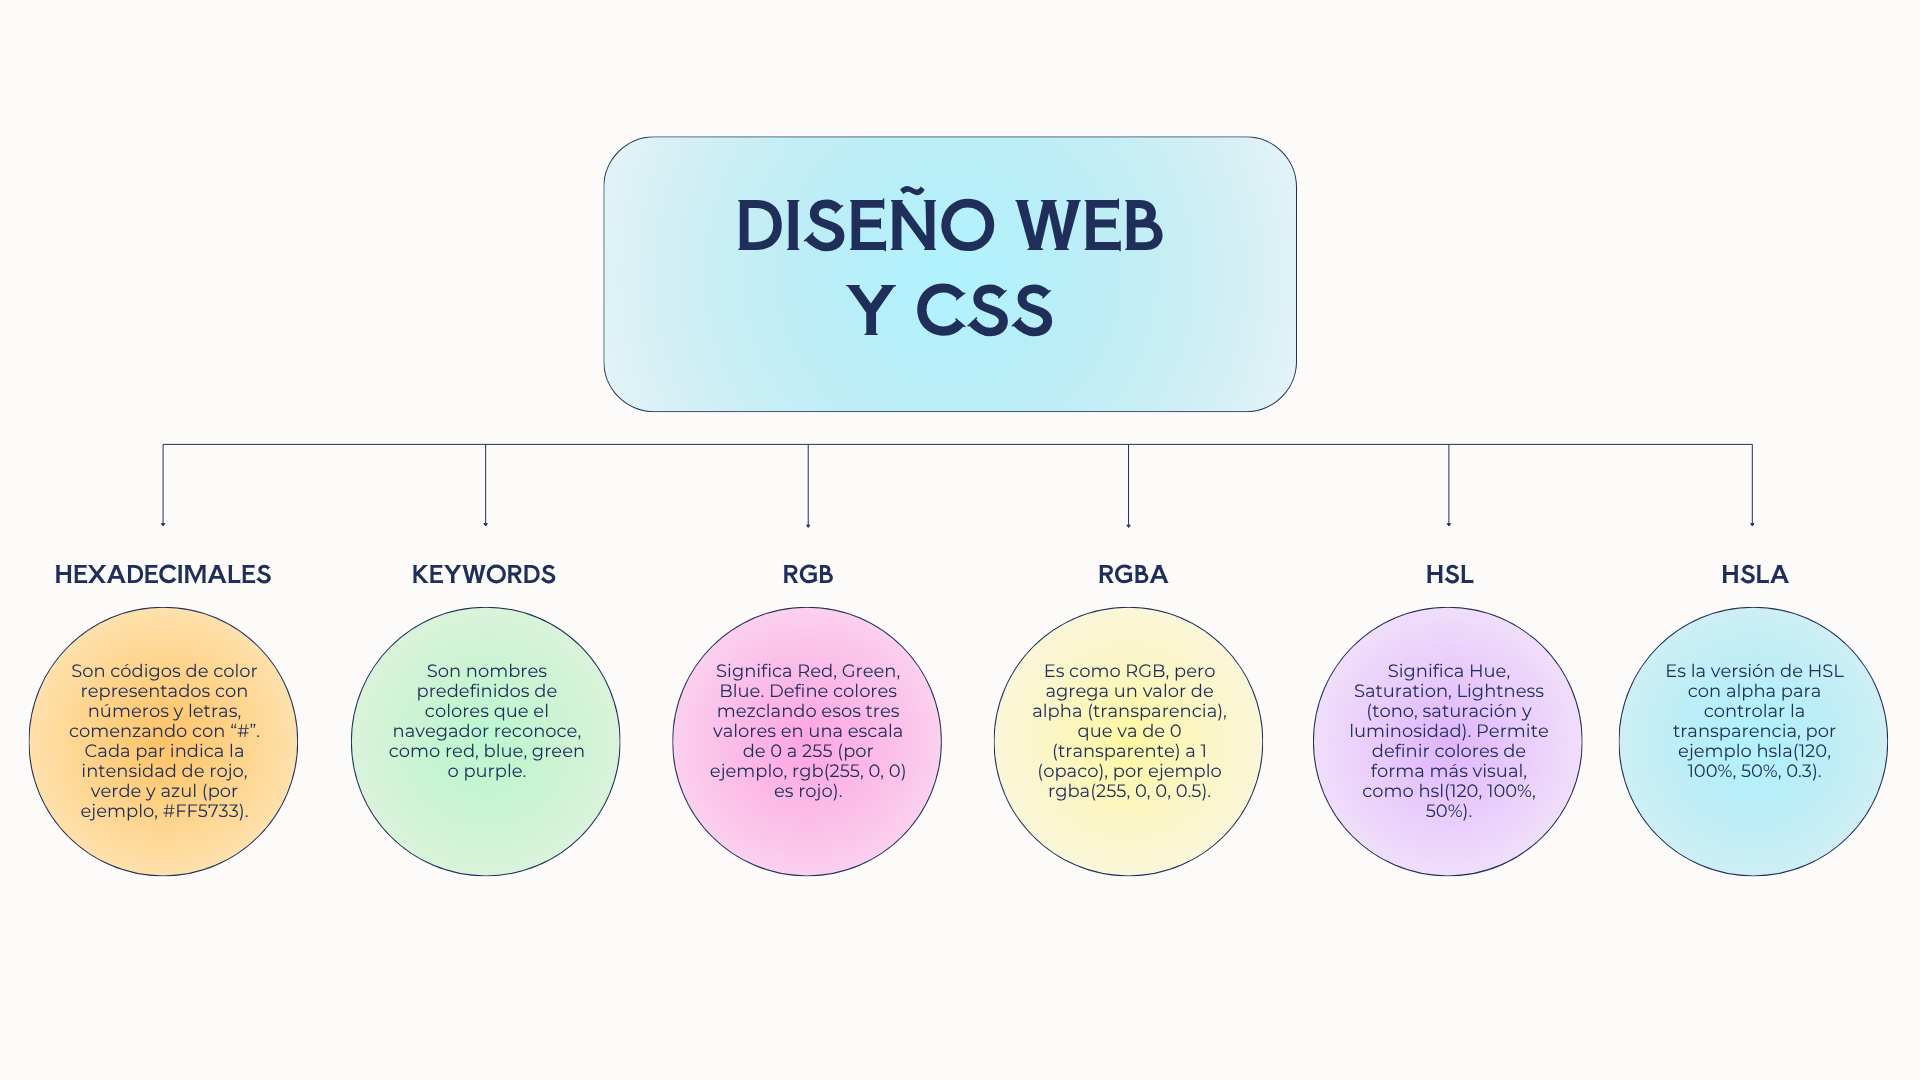 DISEÑO WEB
Y CSS
HEXADECIMALES
Son códigos de color
representados con
números y letras,
comenzando con “#”.
Cada par indica la
intensidad de rojo,
verde y azul (por
ejemplo, #FF5733).
KEYWORDS
Son nombres
predefinidos de
colores que el
navegador reconoce,
como red, blue, green
o purple.
RGB
Significa Red, Green,
Blue. Define colores
mezclando esos tres
valores en una escala
de 0 a 255 (por
ejemplo, rgb(255, 0, 0)
es rojo).
RGBA
Es como RGB, pero
agrega un valor de
alpha (transparencia),
que va de 0
(transparente) a 1
(opaco), por ejemplo
rgba(255, 0, 0, 0.5).
HSL
Significa Hue,
Saturation, Lightness
(tono, saturación y
luminosidad). Permite
definir colores de
forma más visual,
como hsl(120, 100%,
50%).
HSLA
Es la versión de HSL
con alpha para
controlar la
transparencia, por
ejemplo hsla(120,
100%, 50%, 0.3).